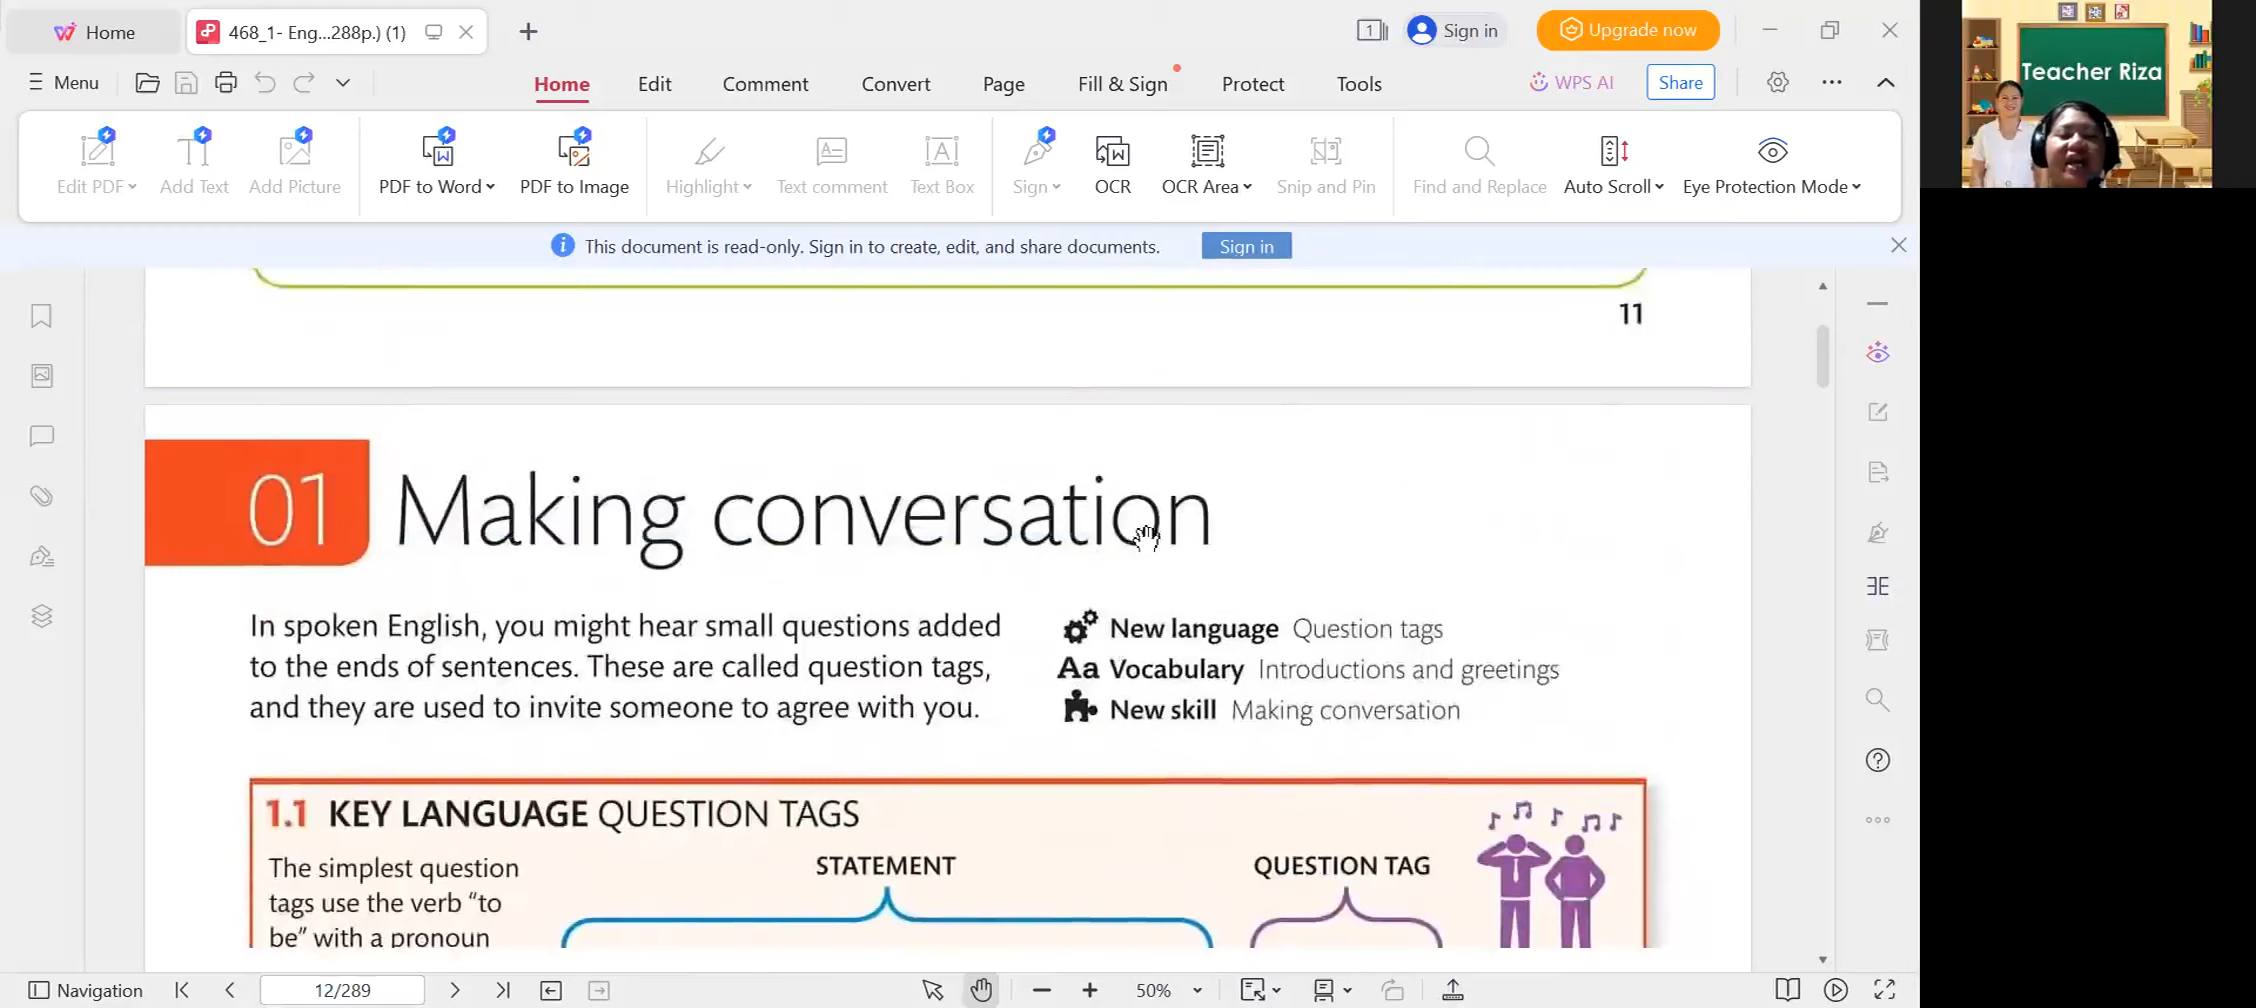 Home
468_1- Eng...288p.) (1)
1
Sign in
Upgrade now
Menu
Home
Edit
Comment
Convert
Page
Fill & Sign
Protect
Tools
WPS AI
Share
Edit PDF
Add Text
Add Picture
PDF to Word
PDF to Image
Highlight
Text comment
Text Box
Sign
OCR
OCR Area
Snip and Pin
Find and Replace
Auto Scroll
Eye Protection Mode
Teacher Riza
This document is read-only. Sign in to create, edit, and share documents.
Sign in
11
01 Making conversation
In spoken English, you might hear small questions added
to the ends of sentences. These are called question tags,
and they are used to invite someone to agree with you.
New language Question tags
Aa Vocabulary Introductions and greetings
New skill Making conversation
1.1 KEY LANGUAGE QUESTION TAGS
The simplest question
tags use the verb “to
be” with a pronoun
STATEMENT
QUESTION TAG
Navigation
12/289
50%